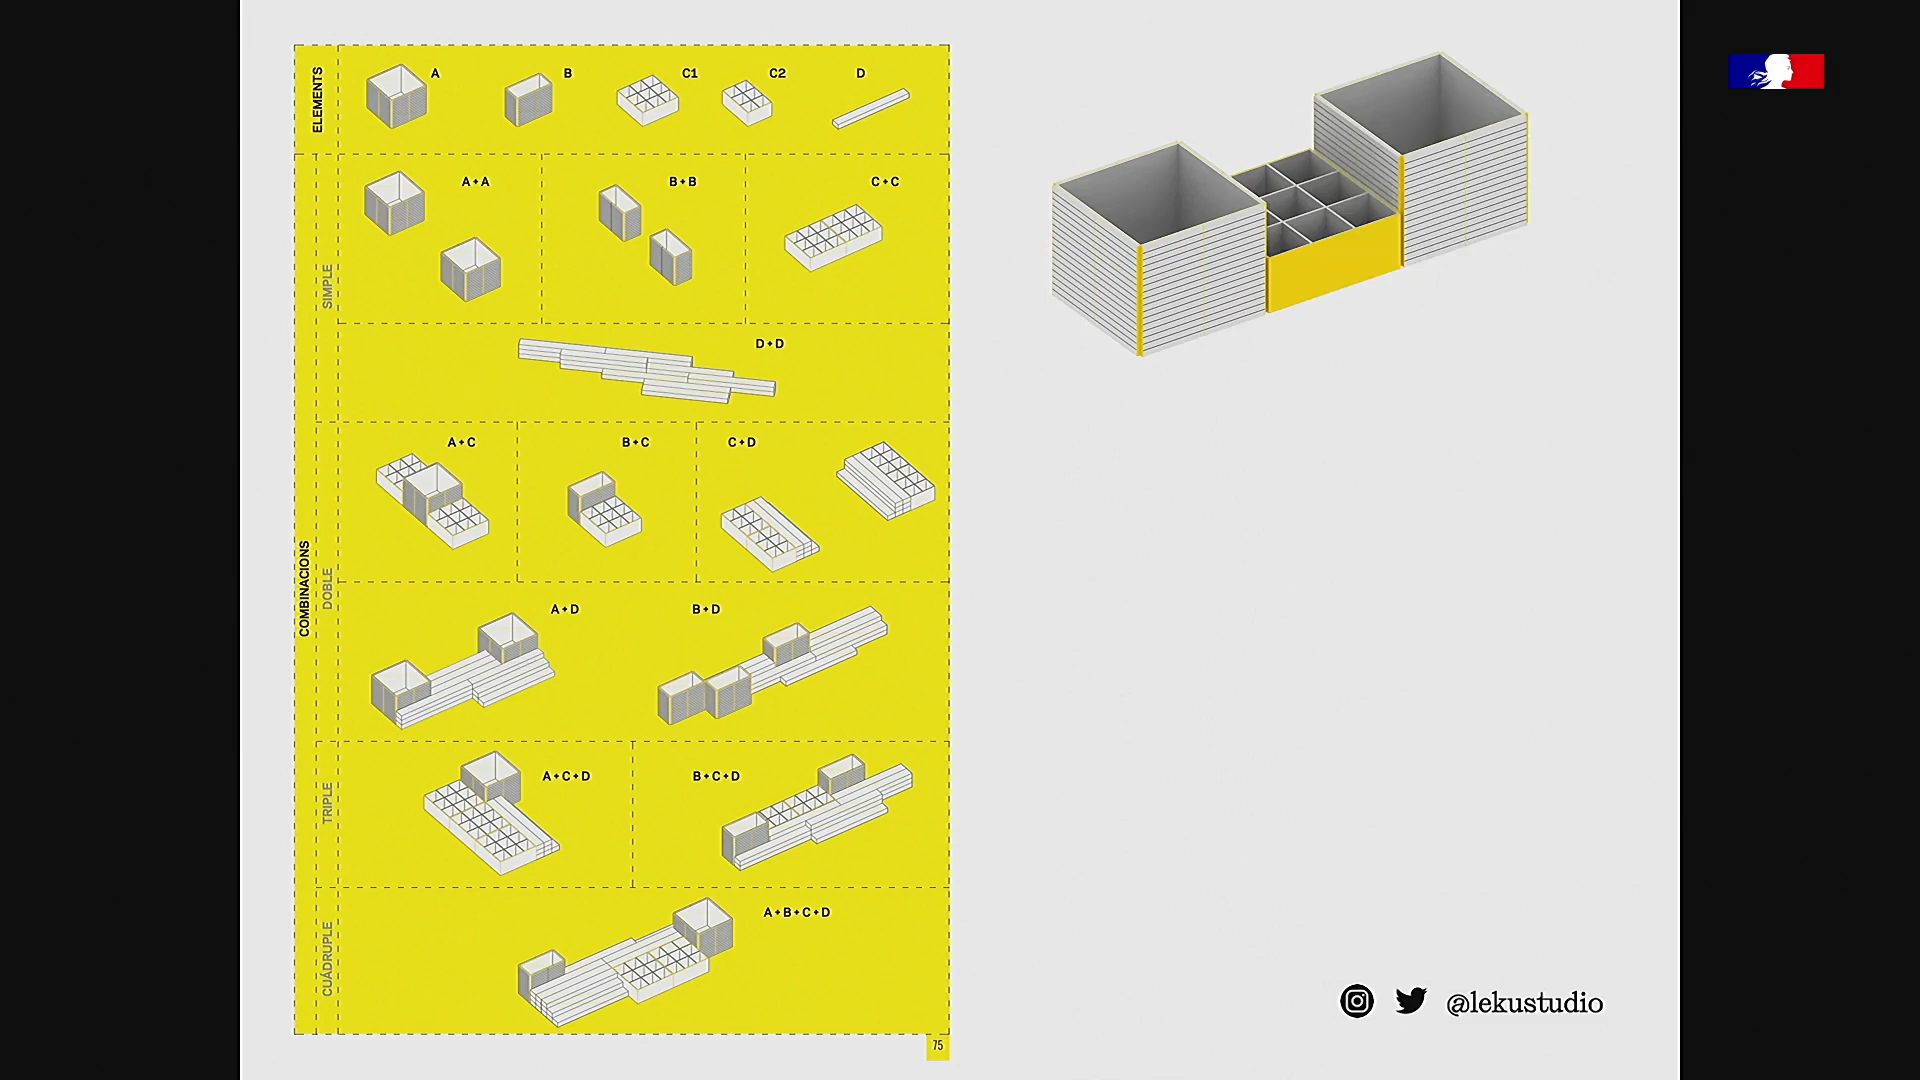 ELEMENTS
A
B
C1
C2
D
COMBINACIONS
SIMPLE
A+A
B+B
C+C
D+D
DOBLE
A+C
B+C
C+D
A+D
B+D
TRIPLE
A+C+D
B+C+D
CUÁDRUPLE
A+B+C+D
75
@lekustudio